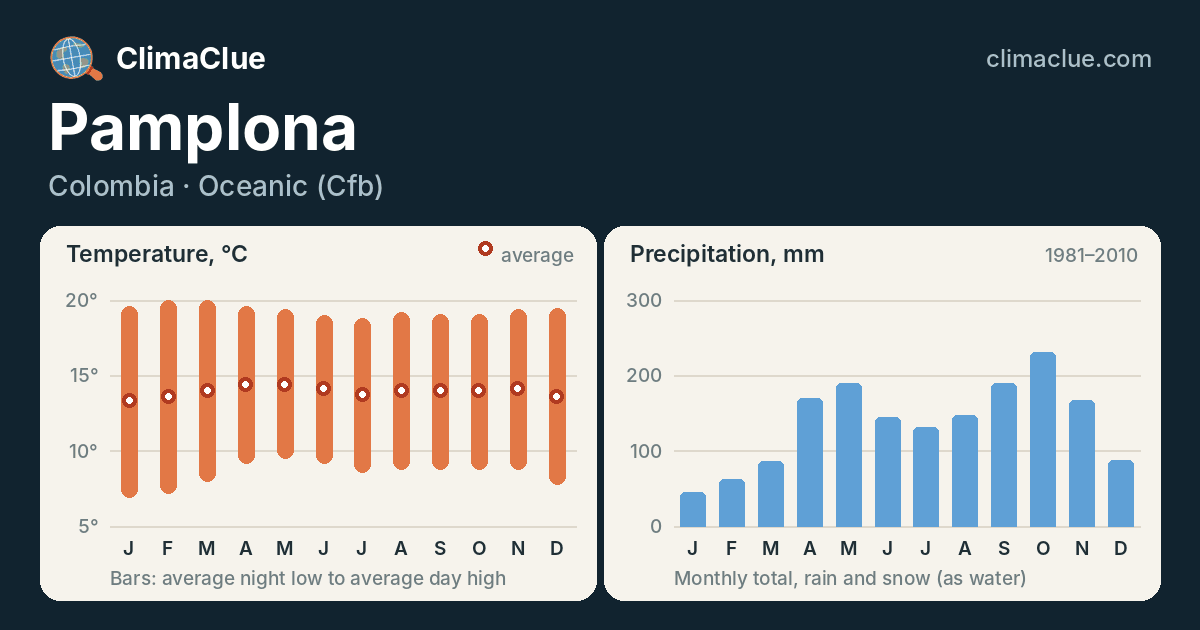 ClimaClue
climaclue.com
Pamplona
Colombia · Oceanic (Cfb)
Temperature, °C
average
20°
15°
10°
5°
J F M A M J J A S O N D
Bars: average night low to average day high
Precipitation, mm
1981–2010
300
200
100
0
J F M A M J J A S O N D
Monthly total, rain and snow (as water)